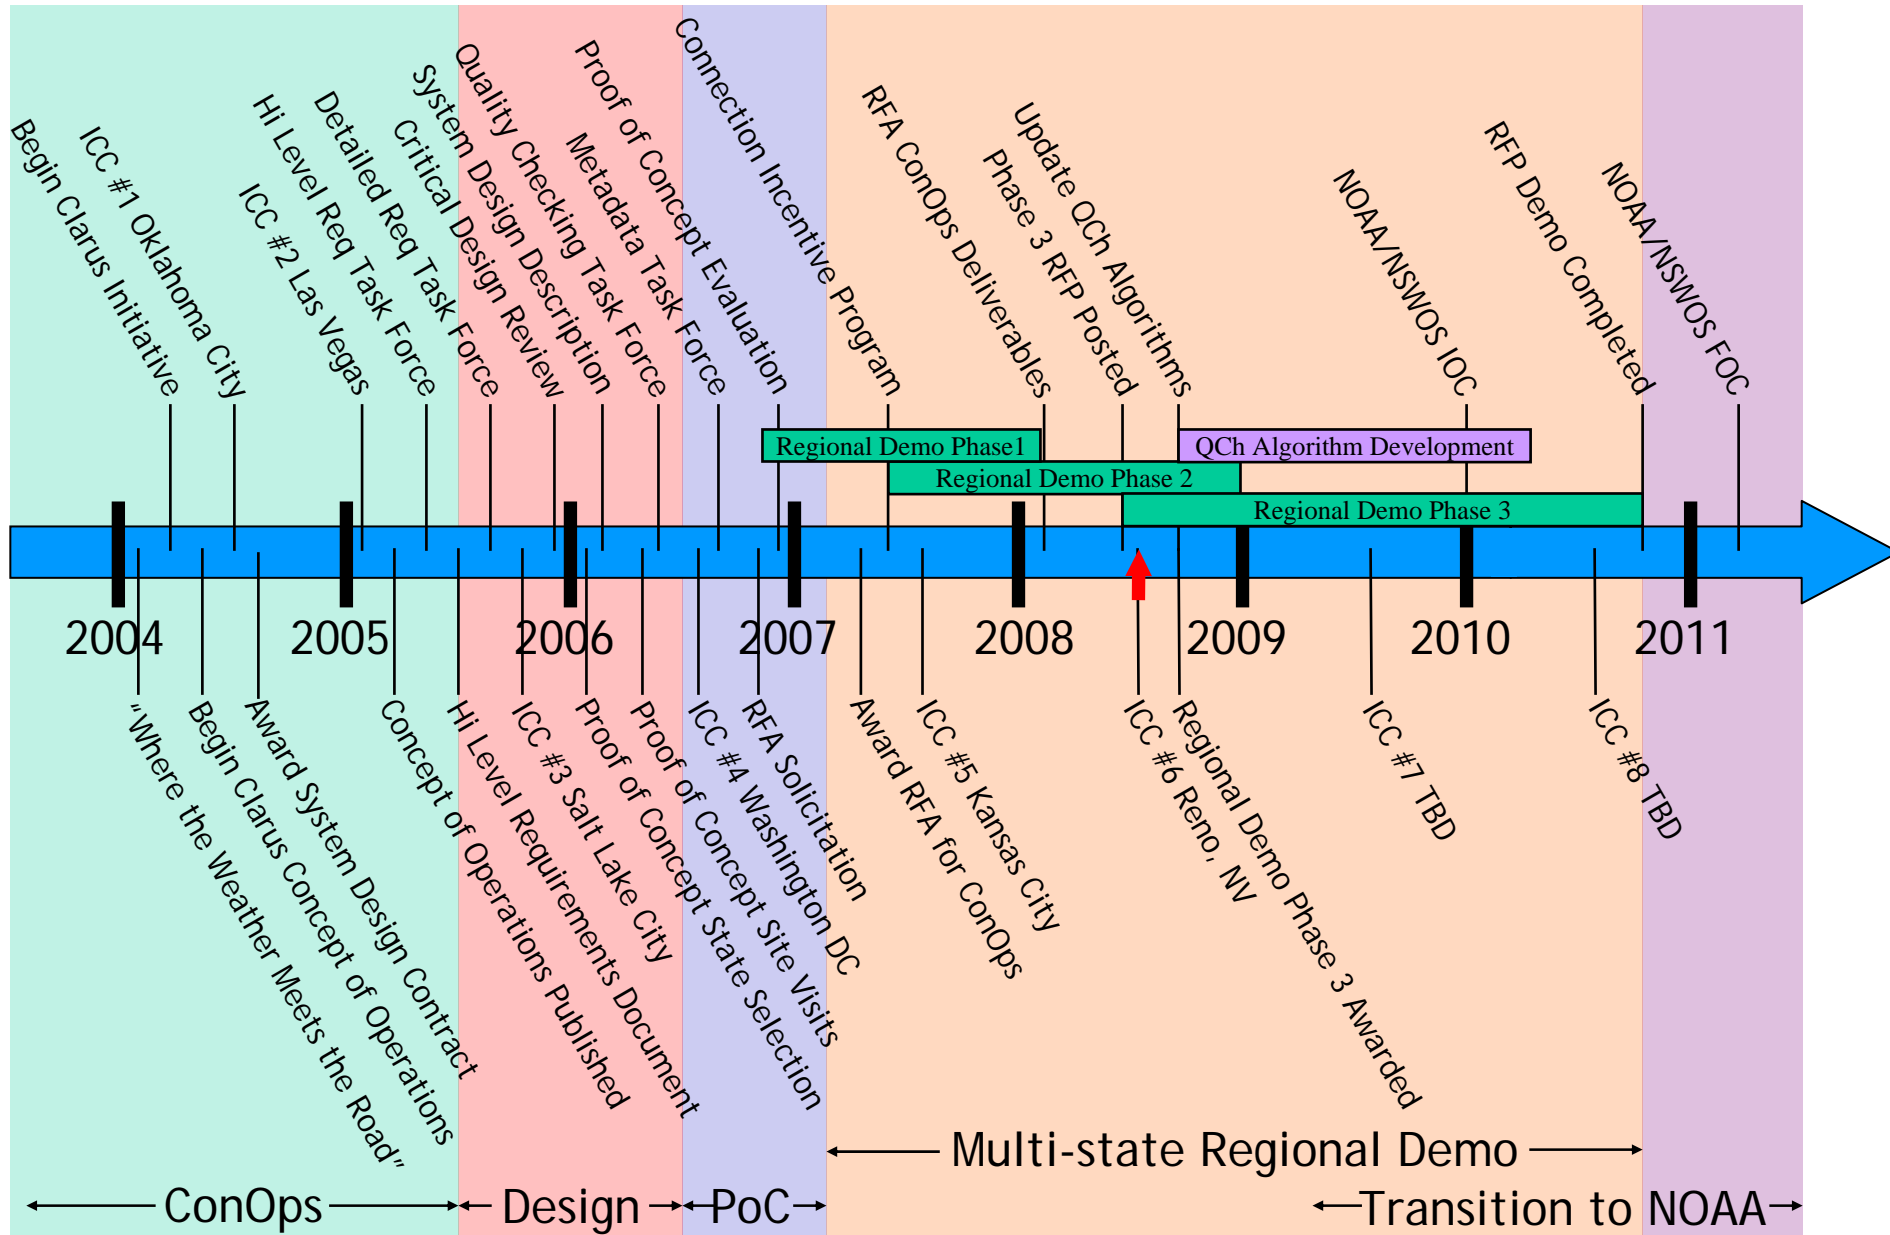 Begin Clarus Initiative
ICC #1 Oklahoma City
ICC #2 Las Vegas
Hi Level Req Task Force
Detailed Req Task Force
Critical Design Review
System Design Description
Quality Checking Task Force
Metadata Task Force
Proof of Concept Evaluation
Connection Incentive Program
RFA ConOps Deliverables
Phase 3 RFP Posted
Update QCh Algorithms
NOAA/NSWOS IOC
RFP Demo Completed
NOAA/NSWOS FOC
Regional Demo Phase1
QCh Algorithm Development
Regional Demo Phase 2
Regional Demo Phase 3
2004
2005
2006
2007
2008
2009
2010
2011
“Where the Weather Meets the Road”
Begin Clarus Concept of Operations
Award System Design Contract
Concept of Operations Published
Hi Level Requirements Document
ICC #3 Salt Lake City
Proof of Concept State Selection
Proof of Concept Site Visits
ICC #4 Washington DC
RFA Solicitation
Award RFA for ConOps
ICC #5 Kansas City
ICC #6 Reno, NV
Regional Demo Phase 3 Awarded
ICC #7 TBD
ICC #8 TBD
Multi-state Regional Demo
ConOps
Design
PoC
Transition to NOAA